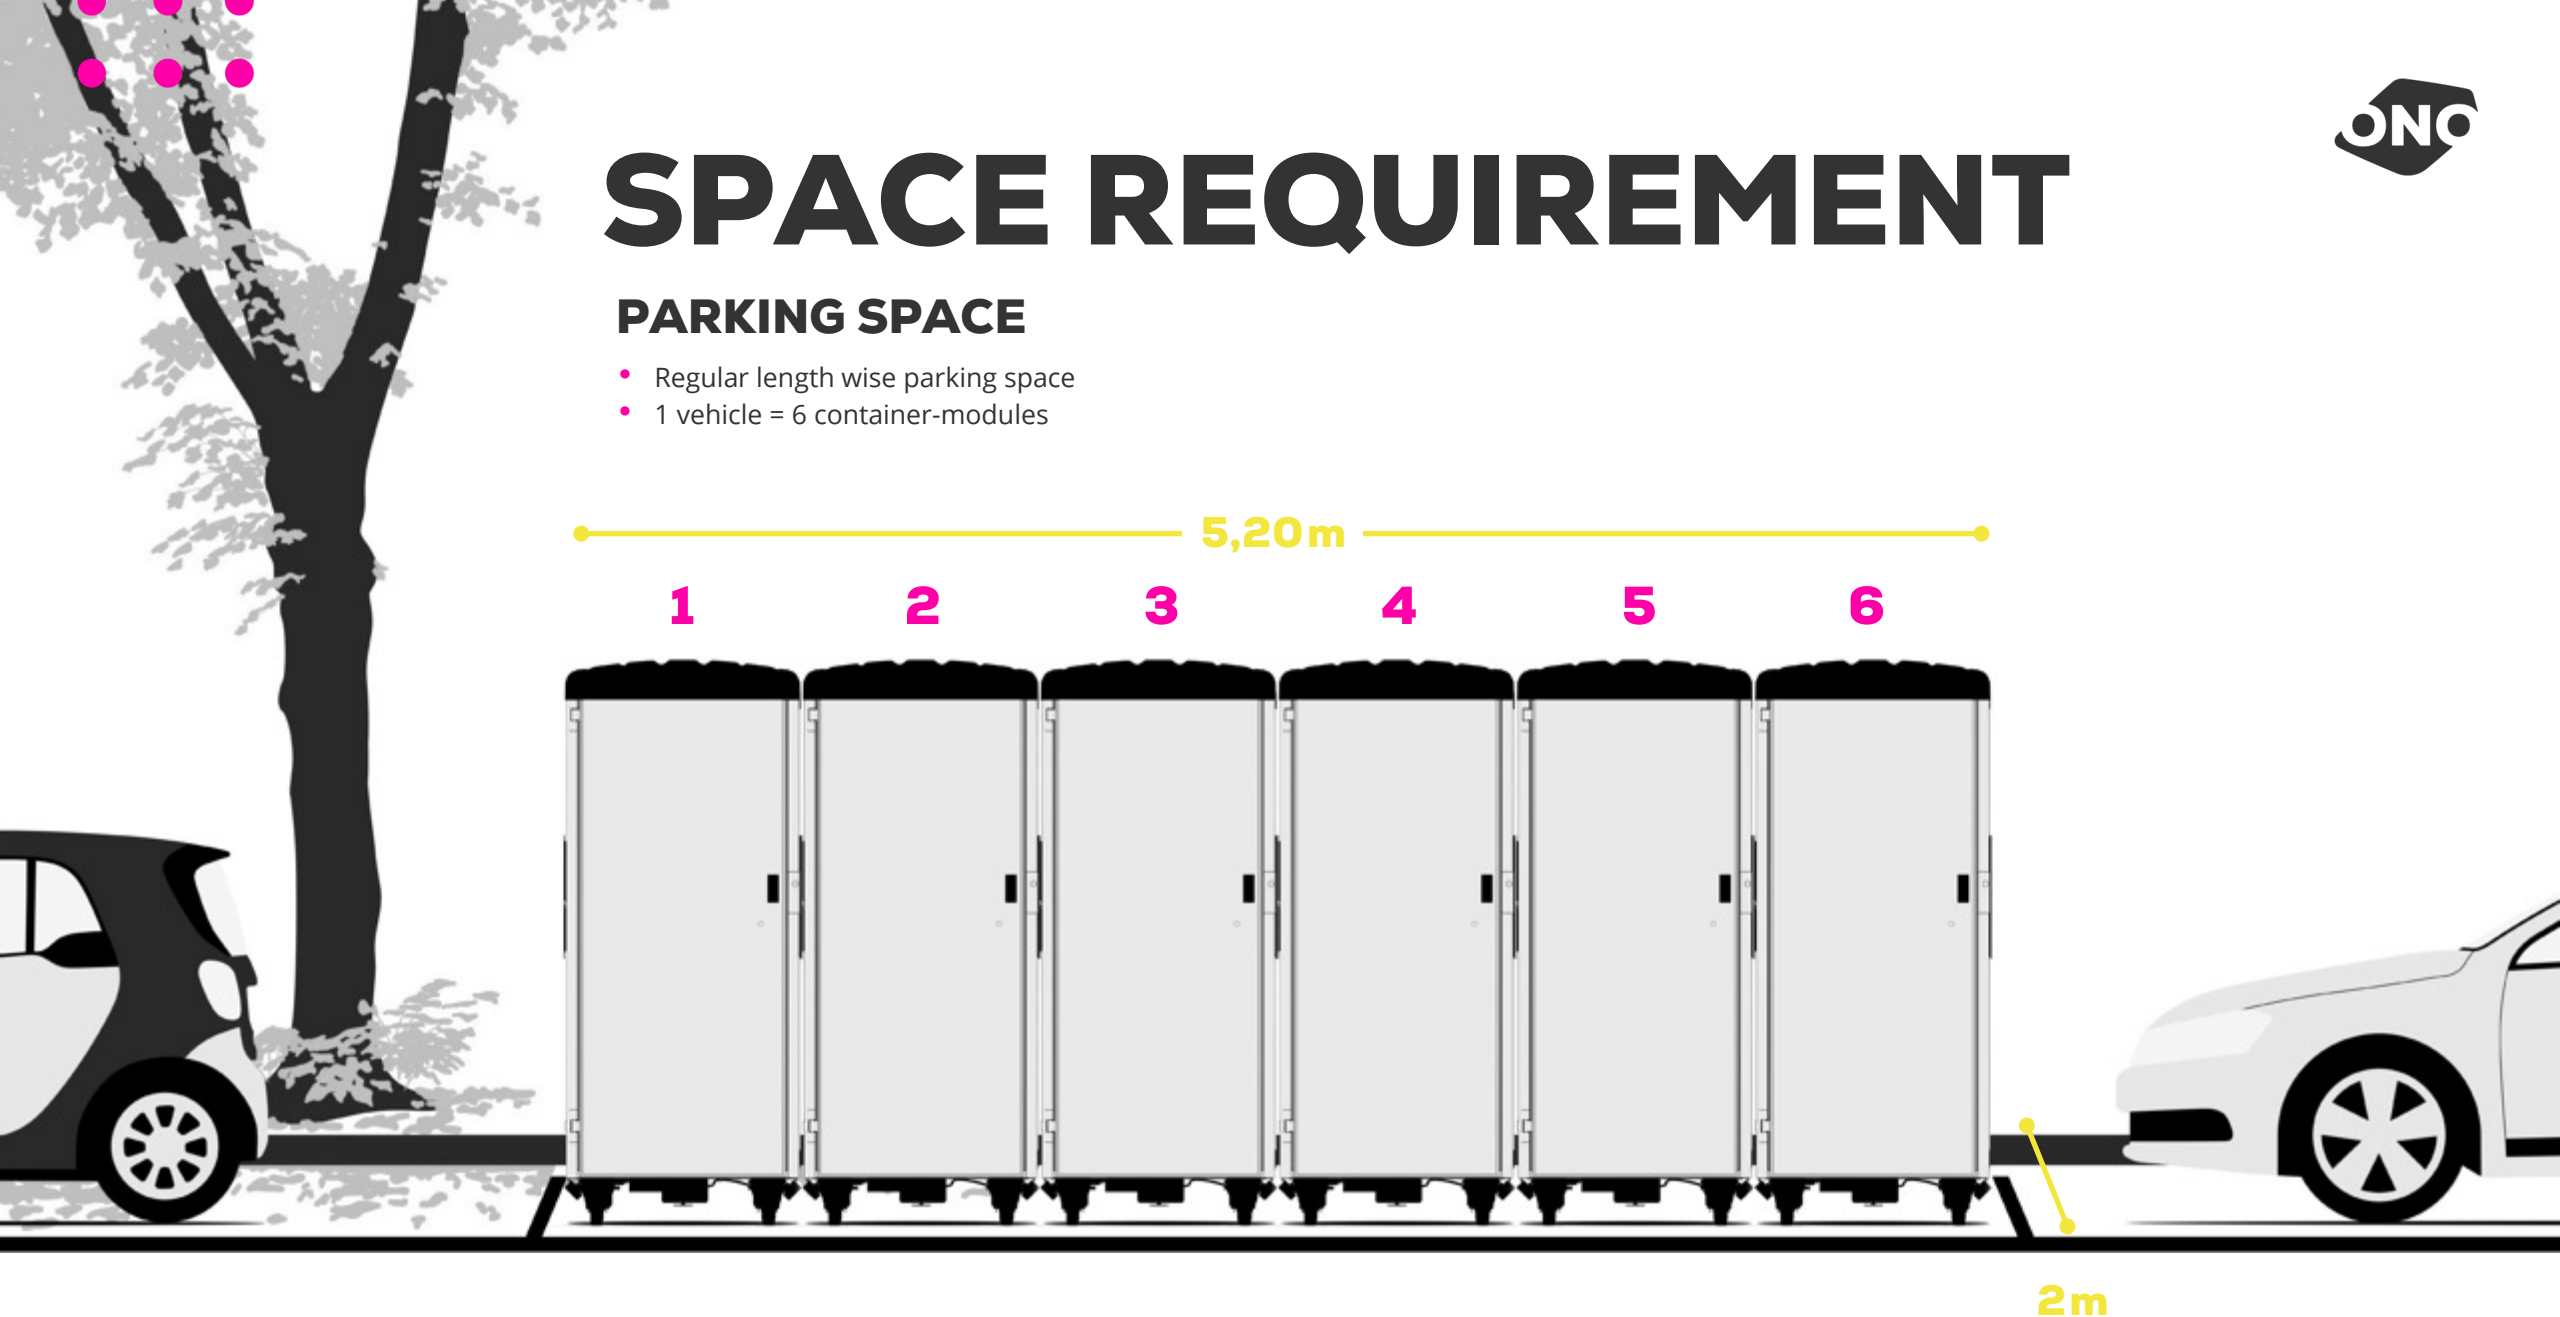 ONO
SPACE REQUIREMENT
PARKING SPACE
• Regular length wise parking space
• 1 vehicle = 6 container-modules
5,20m
1 2 3 4 5 6
2m